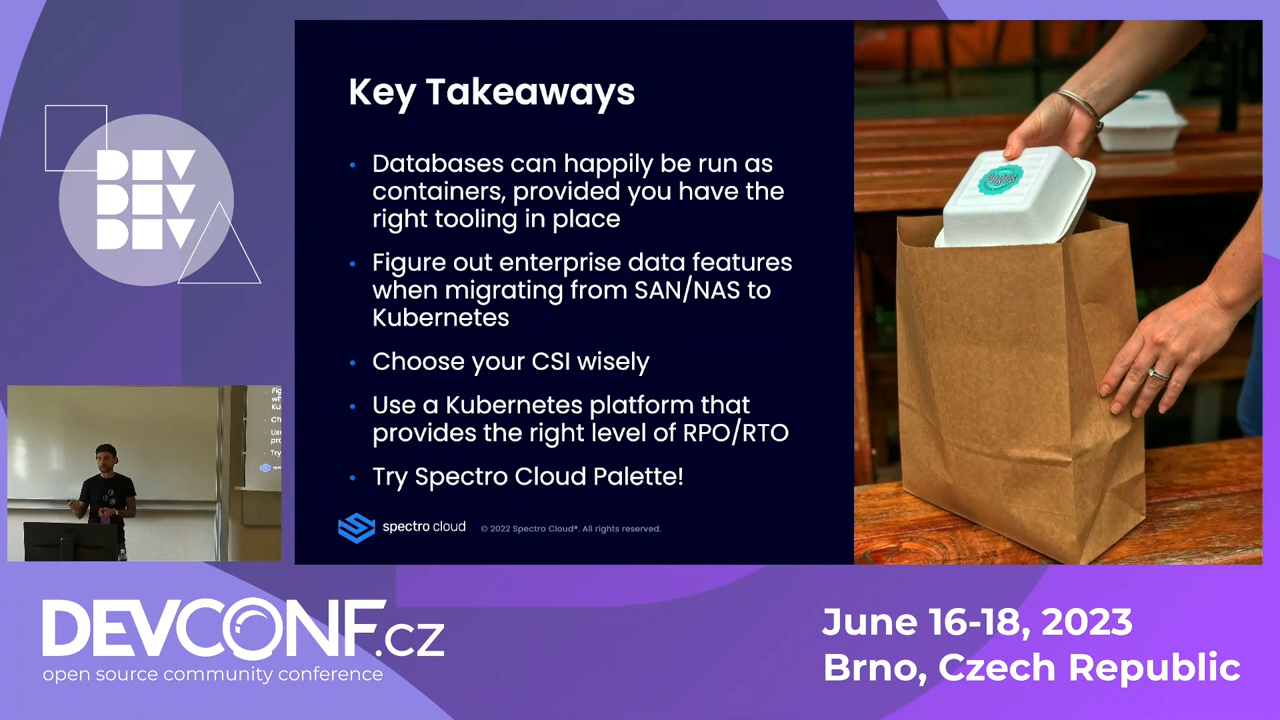 DEV
DEV
DEV
Key Takeaways
• Databases can happily be run as
containers, provided you have the
right tooling in place
• Figure out enterprise data features
when migrating from SAN/NAS to
Kubernetes
• Choose your CSI wisely
• Use a Kubernetes platform that
provides the right level of RPO/RTO
• Try Spectro Cloud Palette!
spectro cloud
© 2022 Spectro Cloud®. All rights reserved.
DEVCONF.cz
open source community conference
June 16-18, 2023
Brno, Czech Republic